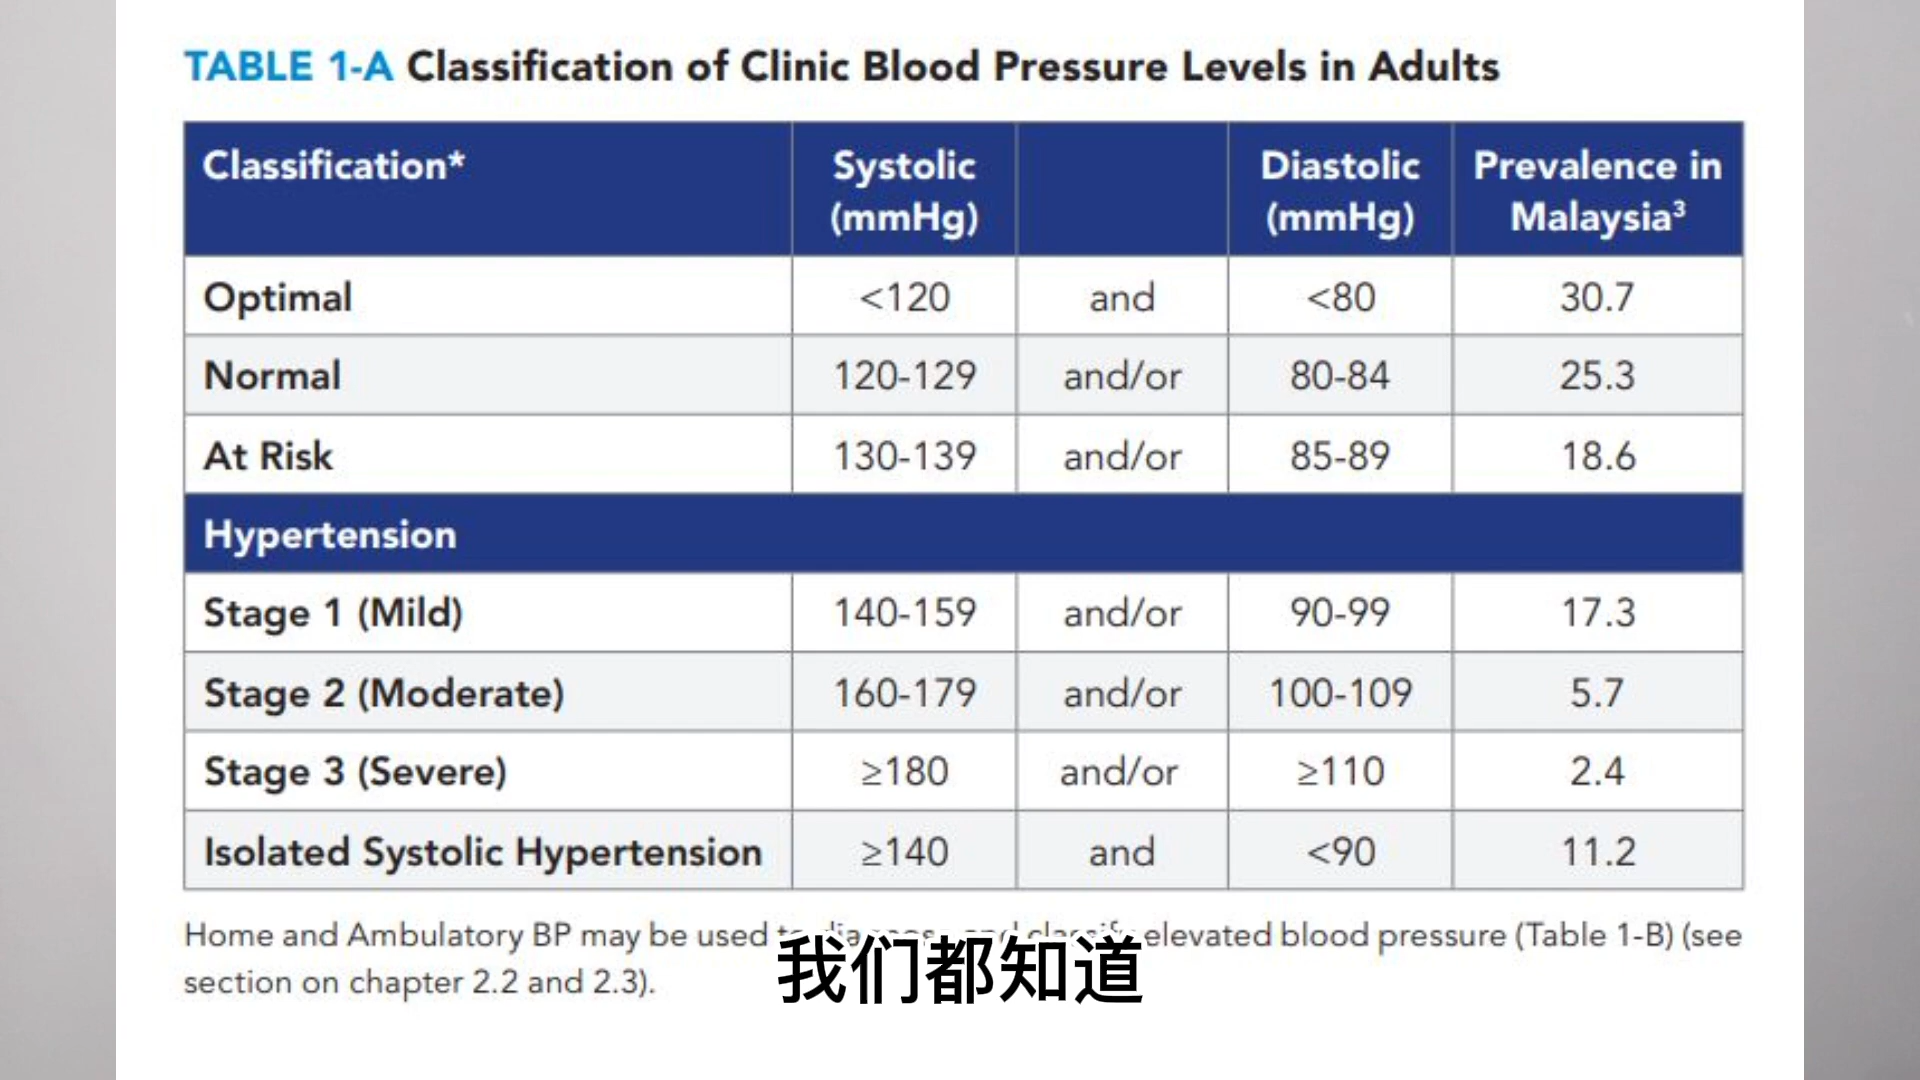 TABLE 1-A Classification of Clinic Blood Pressure Levels in Adults
Classification* Systolic (mmHg) Diastolic (mmHg) Prevalence in Malaysia³
Optimal <120 and <80 30.7
Normal 120-129 and/or 80-84 25.3
At Risk 130-139 and/or 85-89 18.6
Hypertension
Stage 1 (Mild) 140-159 and/or 90-99 17.3
Stage 2 (Moderate) 160-179 and/or 100-109 5.7
Stage 3 (Severe) ≥180 and/or ≥110 2.4
Isolated Systolic Hypertension ≥140 and <90 11.2
Home and Ambulatory BP may be used elevated blood pressure (Table 1-B) (see
section on chapter 2.2 and 2.3).
我们都知道